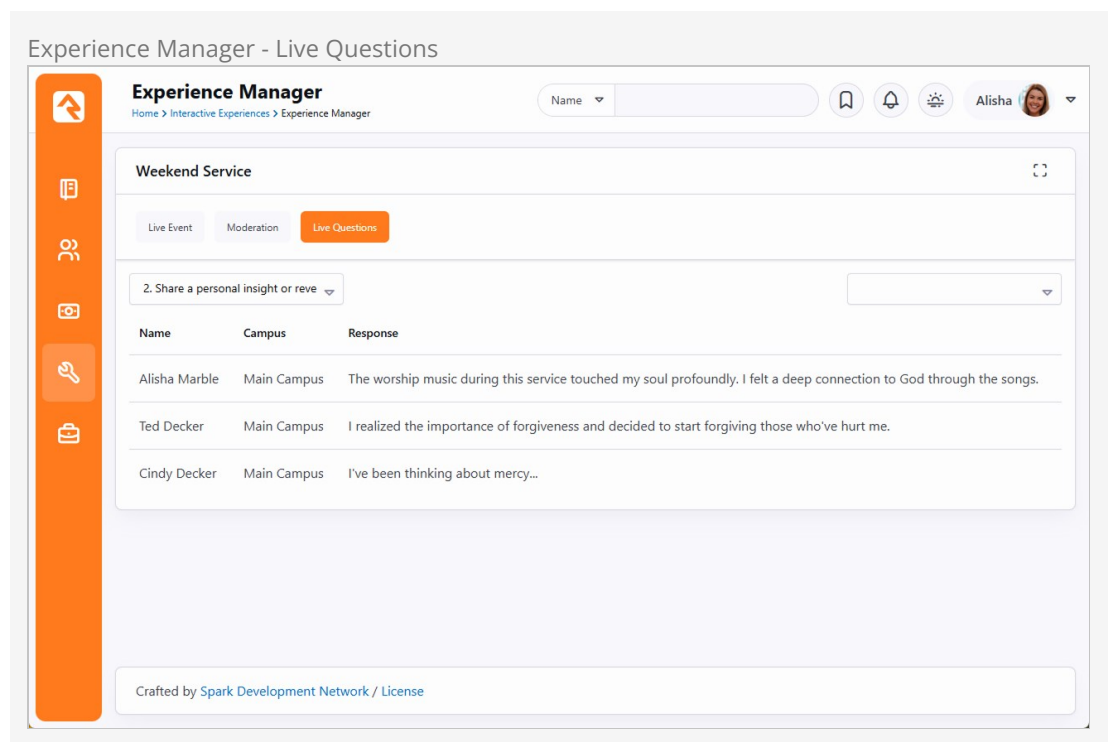 Experience Manager - Live Questions
Experience Manager
Home > Interactive Experiences > Experience Manager
Name
Alisha
Weekend Service
Live Event
Moderation
Live Questions
2. Share a personal insight or reve
Name Campus Response
Alisha Marble Main Campus The worship music during this service touched my soul profoundly. I felt a deep connection to God through the songs.
Ted Decker Main Campus I realized the importance of forgiveness and decided to start forgiving those who've hurt me.
Cindy Decker Main Campus I've been thinking about mercy...
Crafted by Spark Development Network / License